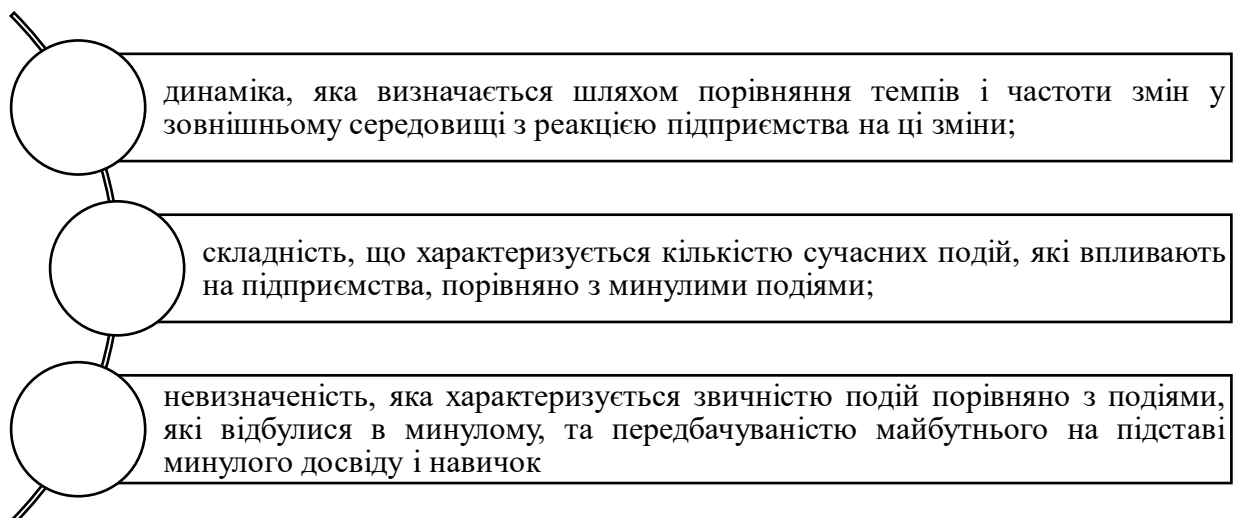 динаміка, яка визначається шляхом порівняння темпів і частоти змін у
зовнішньому середовищі з реакцією підприємства на ці зміни;
складність, що характеризується кількістю сучасних подій, які впливають
на підприємства, порівняно з минулими подіями;
невизначеність, яка характеризується звичністю подій порівняно з подіями,
які відбулися в минулому, та передбачуваністю майбутнього на підставі
минулого досвіду і навичок